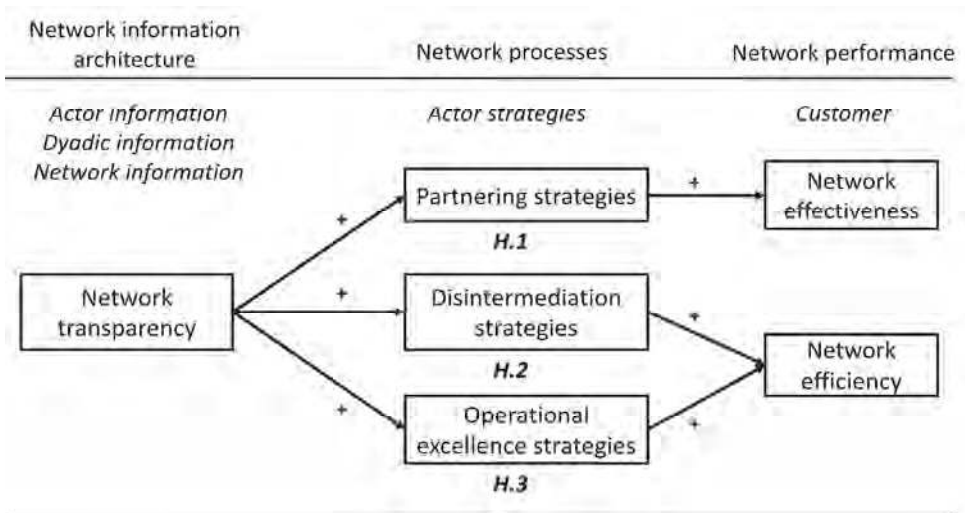 Network information
architecture
Network processes
Network performance
Actor information
Dyadic information
Network information
Actor strategies
Customer
+
Partnering strategies
+
Network
effectiveness
H.1
+
Network
transparency
+
Disintermediation
strategies
+
H.2
Network
efficiency
+
Operational
excellence strategies
+
H.3